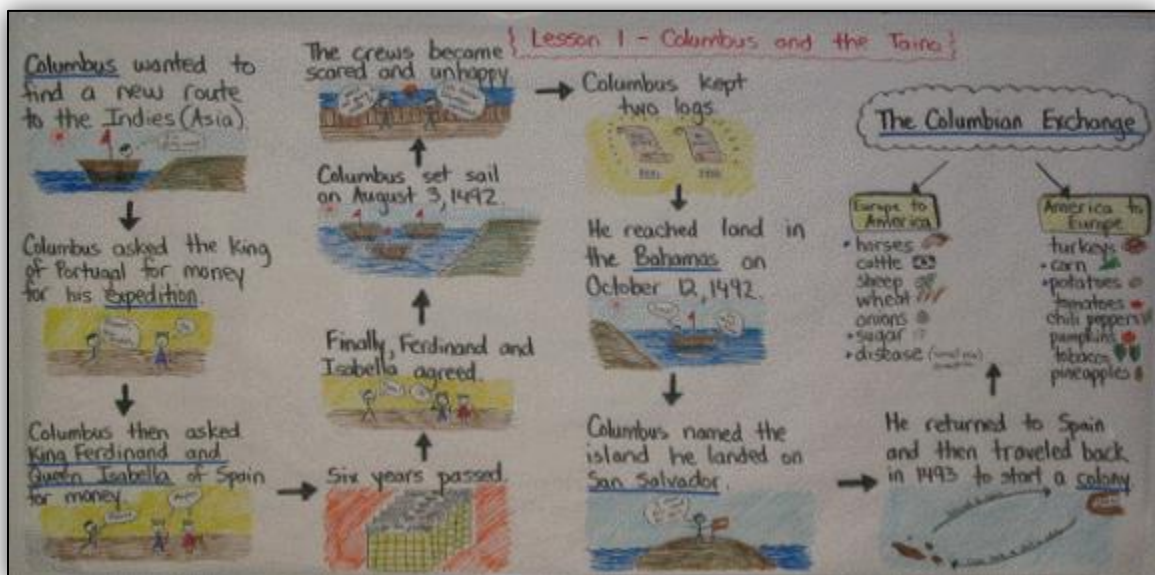 { Lesson 1 - Columbus and the Taino }
Columbus wanted to
find a new route
to the Indies (Asia).
Columbus asked the King
of Portugal for money
for his expedition.
Columbus then asked
King Ferdinand and
Queen Isabella of Spain
for money.
Six years passed.
Finally, Ferdinand and
Isabella agreed.
Columbus set sail
on August 3, 1492.
The crews became
scared and unhappy.
Columbus kept
two logs.
He reached land in
the Bahamas on
October 12, 1492.
Columbus named the
island he landed on
San Salvador.
He returned to Spain
and then traveled back
in 1493 to start a colony.
The Columbian Exchange
Europe to
America
• horses
cattle
sheep
wheat
onions
• sugar
• disease
America to
Europe
turkeys
• corn
• potatoes
tomatoes
chili peppers
pumpkins
tobacco
pineapples